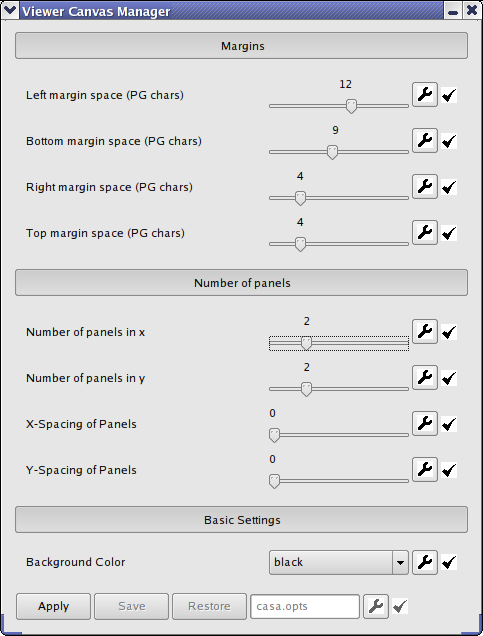 Viewer Canvas Manager
Margins
12
Left margin space (PG chars)
9
Bottom margin space (PG chars)
4
Right margin space (PG chars)
4
Top margin space (PG chars)
Number of panels
2
Number of panels in x
2
Number of panels in y
0
X-Spacing of Panels
0
Y-Spacing of Panels
Basic Settings
Background Color black
Apply Save Restore casa.opts